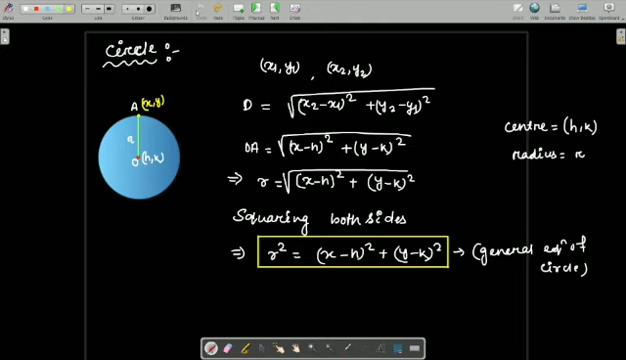 Circle :-
(x1, y1) , (x2, y2)
A (x,y)
r
O (h,k)
D = √(x2-x1)² + (y2-y1)²
OA = √(x-h)² + (y-k)²
⇒ r = √(x-h)² + (y-k)²
centre = (h,k)
radius = r
Squaring both sides
⇒ r² = (x-h)² + (y-k)² → (general eqⁿ of
circle)